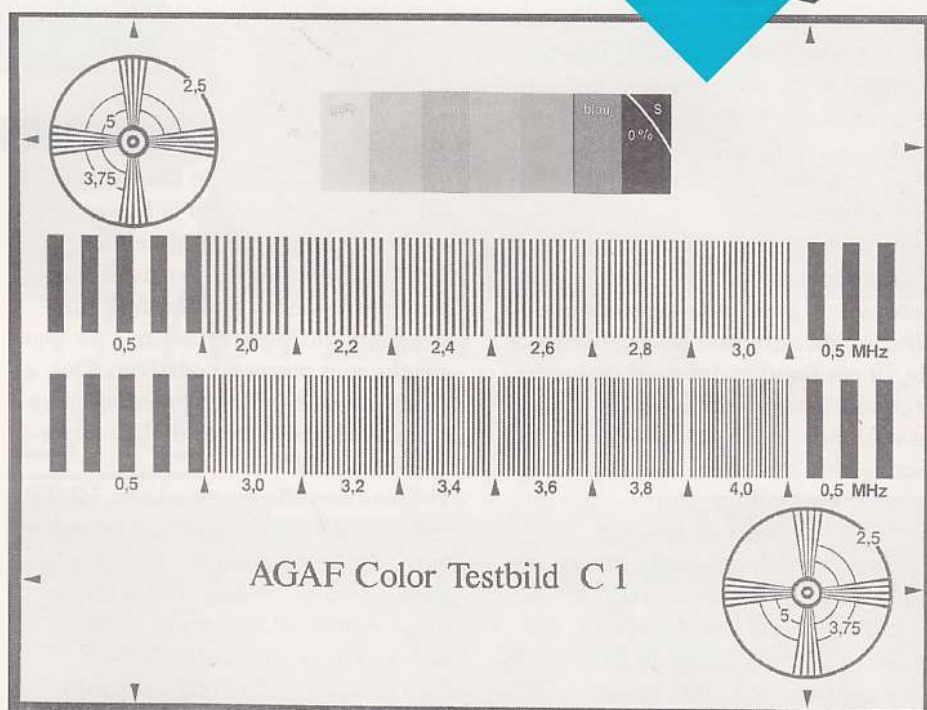 2,5
5
3,75
blau S
0 %
0,5 2,0 2,2 2,4 2,6 2,8 3,0 0,5 MHz
0,5 3,0 3,2 3,4 3,6 3,8 4,0 0,5 MHz
2,5
AGAF Color Testbild C 1
5 3,75